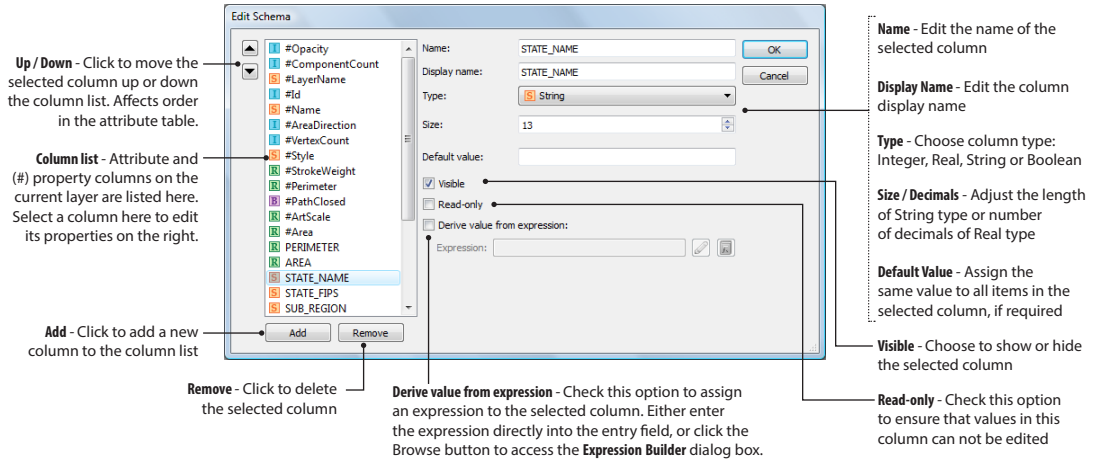 Edit Schema
Up / Down - Click to move the
selected column up or down
the column list. Affects order
in the attribute table.
Column list - Attribute and
(#) property columns on the
current layer are listed here.
Select a column here to edit
its properties on the right.
Add - Click to add a new
column to the column list
I #Opacity
I #ComponentCount
S #LayerName
I #Id
S #Name
I #AreaDirection
I #VertexCount
S #Style
R #StrokeWeight
R #Perimeter
B #PathClosed
R #ArtScale
R #Area
R PERIMETER
R AREA
S STATE_NAME
S STATE_FIPS
S SUB_REGION
Add
Remove
Name: STATE_NAME
Display name: STATE_NAME
Type: S String
Size: 13
Default value:
Visible
Read-only
Derive value from expression:
Expression:
OK
Cancel
Name - Edit the name of the
selected column
Display Name - Edit the column
display name
Type - Choose column type:
Integer, Real, String or Boolean
Size / Decimals - Adjust the length
of String type or number
of decimals of Real type
Default Value - Assign the
same value to all items in the
selected column, if required
Visible - Choose to show or hide
the selected column
Read-only - Check this option
to ensure that values in this
column can not be edited
Remove - Click to delete
the selected column
Derive value from expression - Check this option to assign
an expression to the selected column. Either enter
the expression directly into the entry field, or click the
Browse button to access the Expression Builder dialog box.